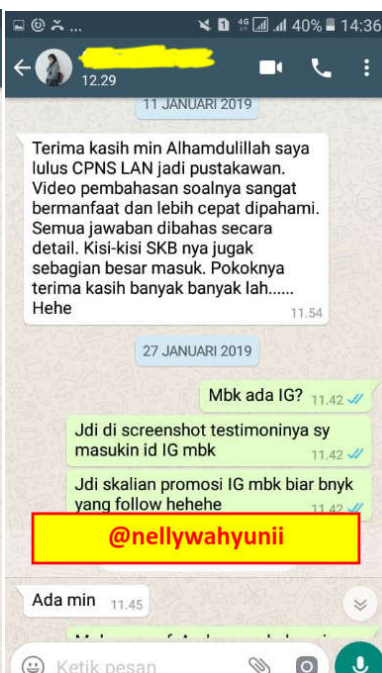 40% 14:36
12.29
11 JANUARI 2019
Terima kasih min Alhamdulillah saya
lulus CPNS LAN jadi pustakawan.
Video pembahasan soalnya sangat
bermanfaat dan lebih cepat dipahami.
Semua jawaban dibahas secara
detail. Kisi-kisi SKB nya jugak
sebagian besar masuk. Pokoknya
terima kasih banyak banyak lah......
Hehe
11.54
27 JANUARI 2019
Mbk ada IG? 11.42
Jdi di screenshot testimoninya sy
masukin id IG mbk 11.42
Jdi skalian promosi IG mbk biar bnyk
yang follow hehehe 11.42
@nellywahyunii
Ada min 11.45
Ketik pesan